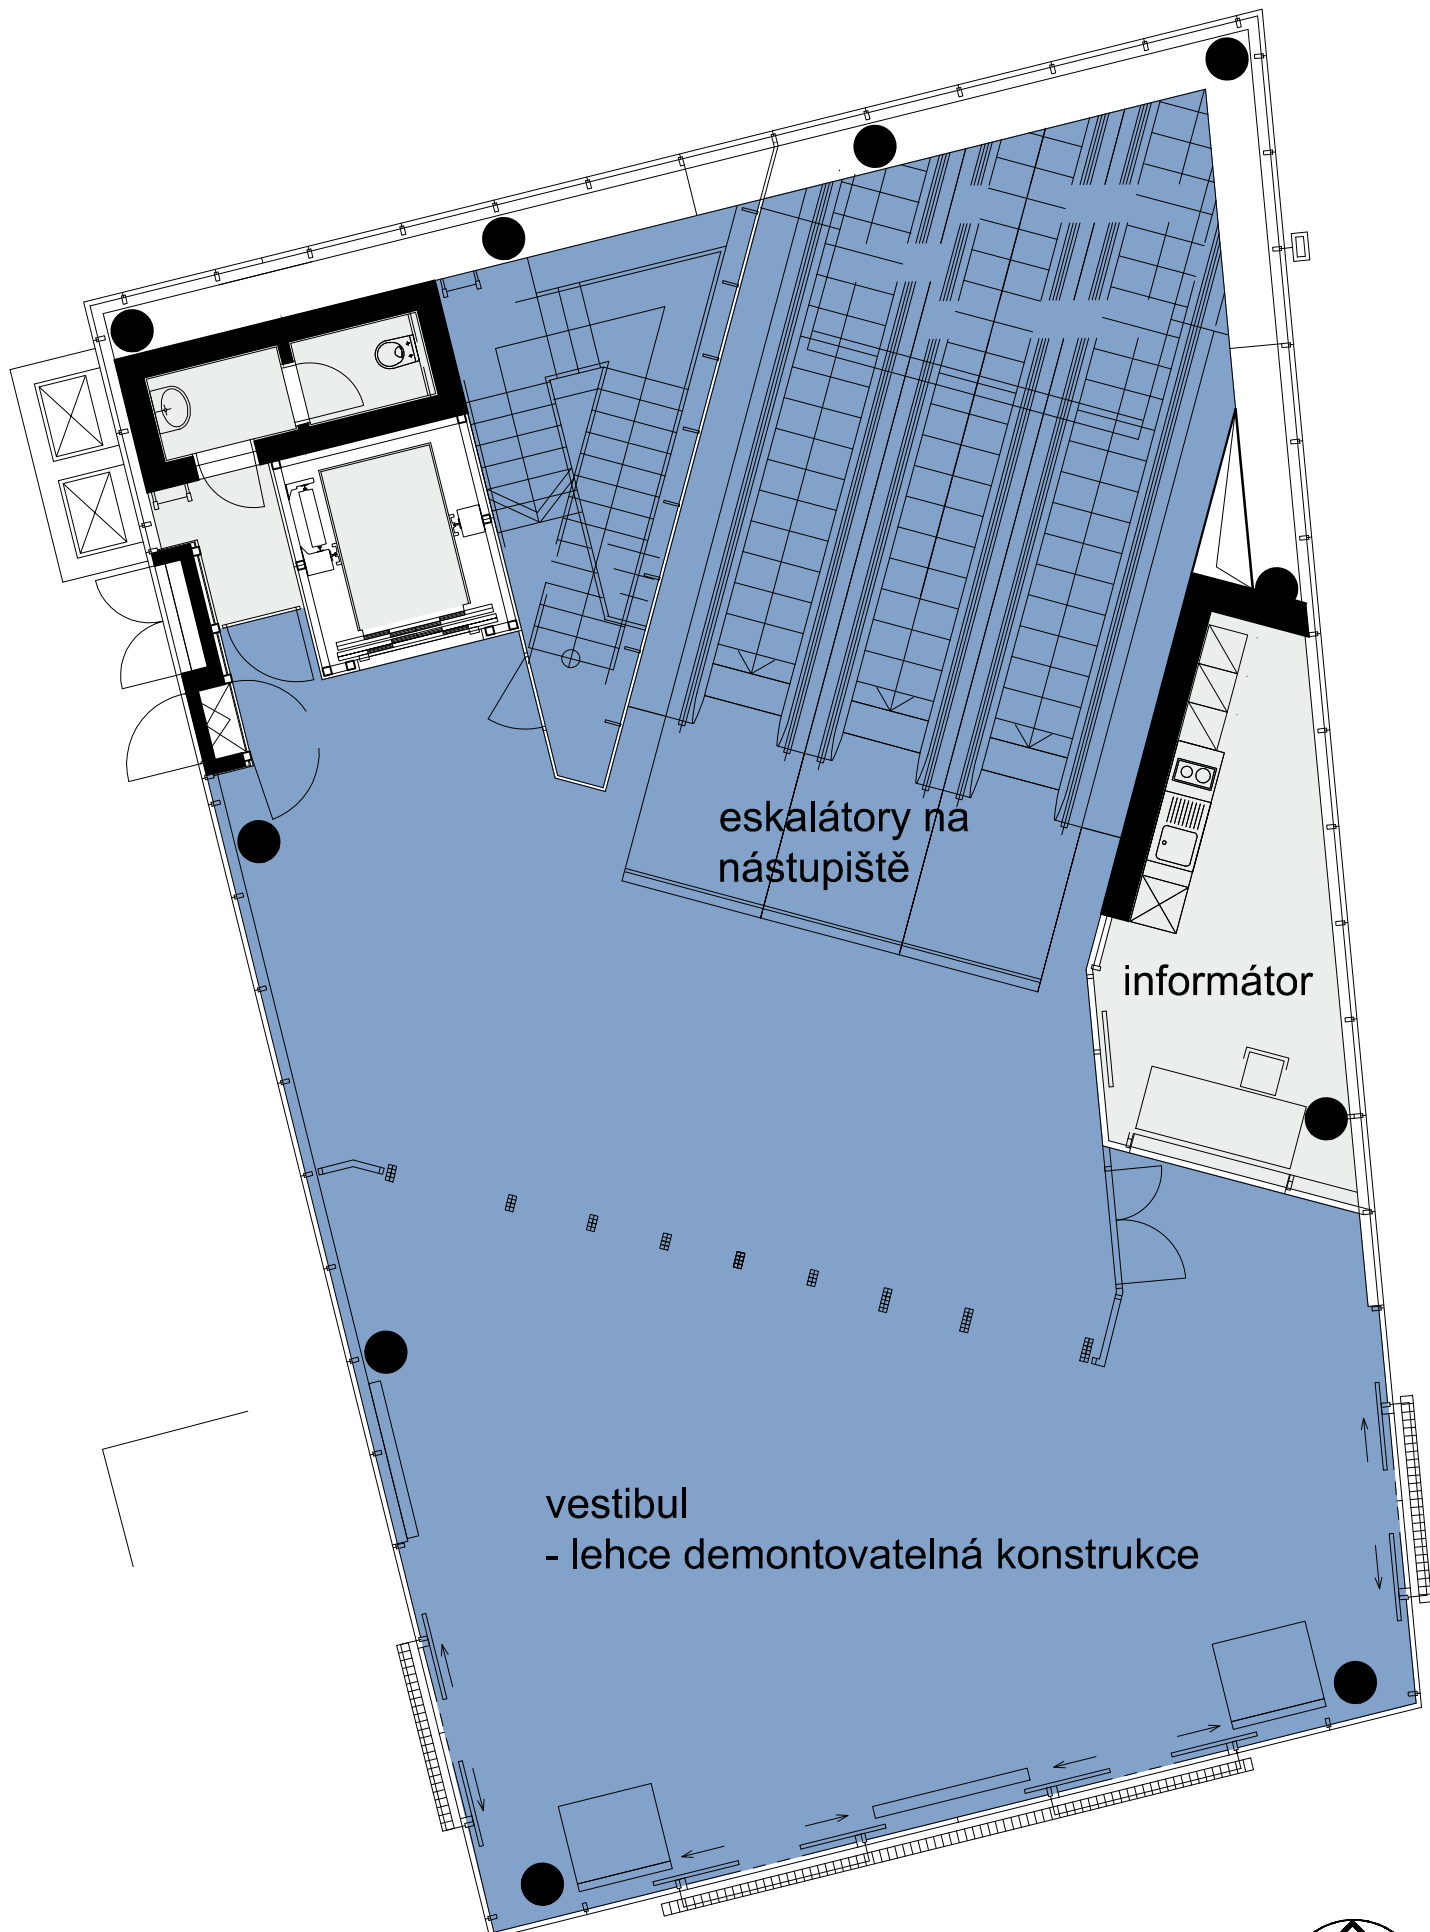 eskalátory na
nástupiště
informátor
vestibul
- lehce demontovatelná konstrukce